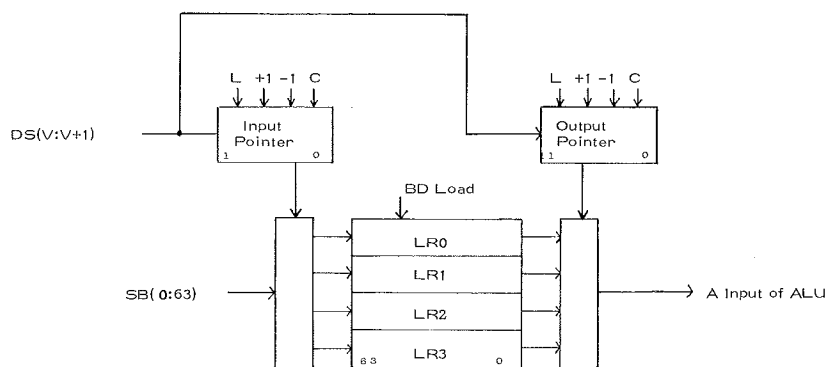 L +1 -1 C
L +1 -1 C
DS(V:V+1)
Input
Pointer
1 0
Output
Pointer
1 0
BD Load
LR0
LR1
SB(0:63)
A Input of ALU
LR2
LR3
63 0